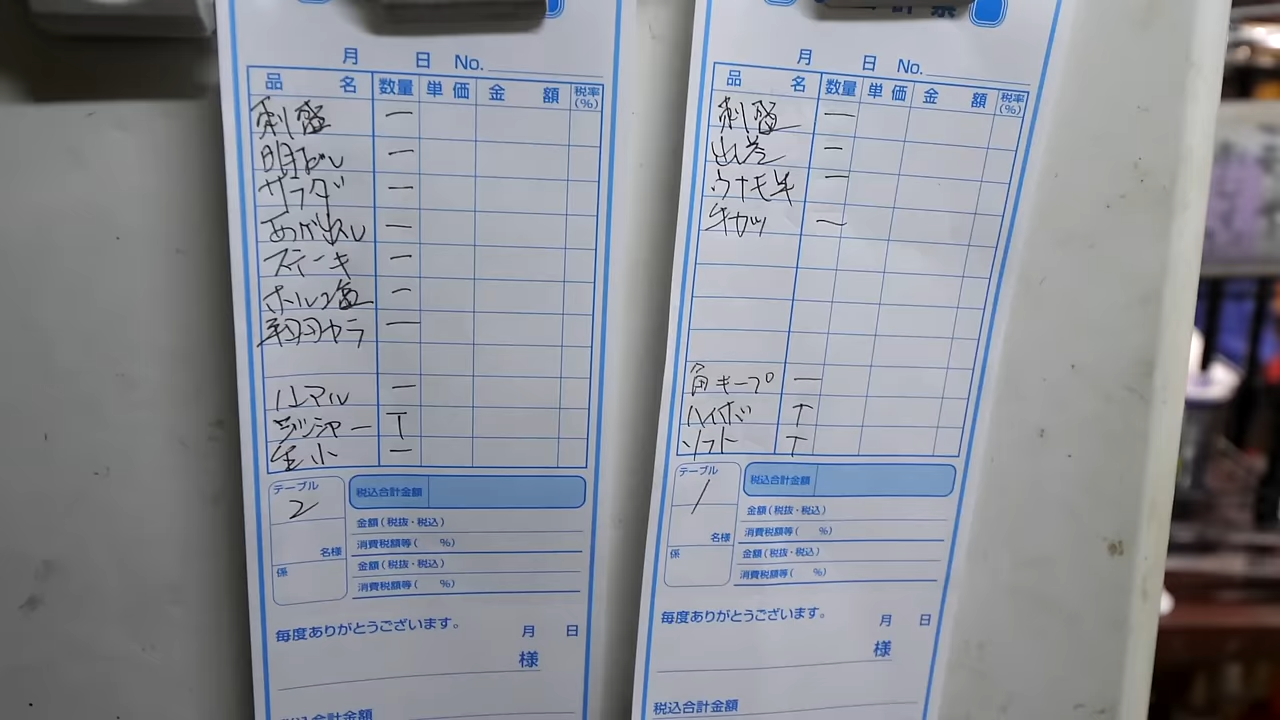 月 日 No.
品名 数量 単価 金額 税率(%)
刺盛 一
明太ピル 一
サラダ 一
あげ出し 一
ステーキ 一
ホルモン塩 一
手羽カラ 一
ハニマル 一
ジンジャー T
生小 一
テーブル 2
名様
係
税込合計金額
金額(税抜・税込)
消費税額等( %)
金額(税抜・税込)
消費税額等( %)
毎度ありがとうございます。
月 日
様
税込合計金額
月 日 No.
品名 数量 単価 金額 税率(%)
刺盛 一
出巻 一
牛カツ 一
角キープ 一
ハイボ T
ソフト T
テーブル 1
名様
係
税込合計金額
金額(税抜・税込)
消費税額等( %)
金額(税抜・税込)
消費税額等( %)
毎度ありがとうございます。
月 日
様
税込合計金額